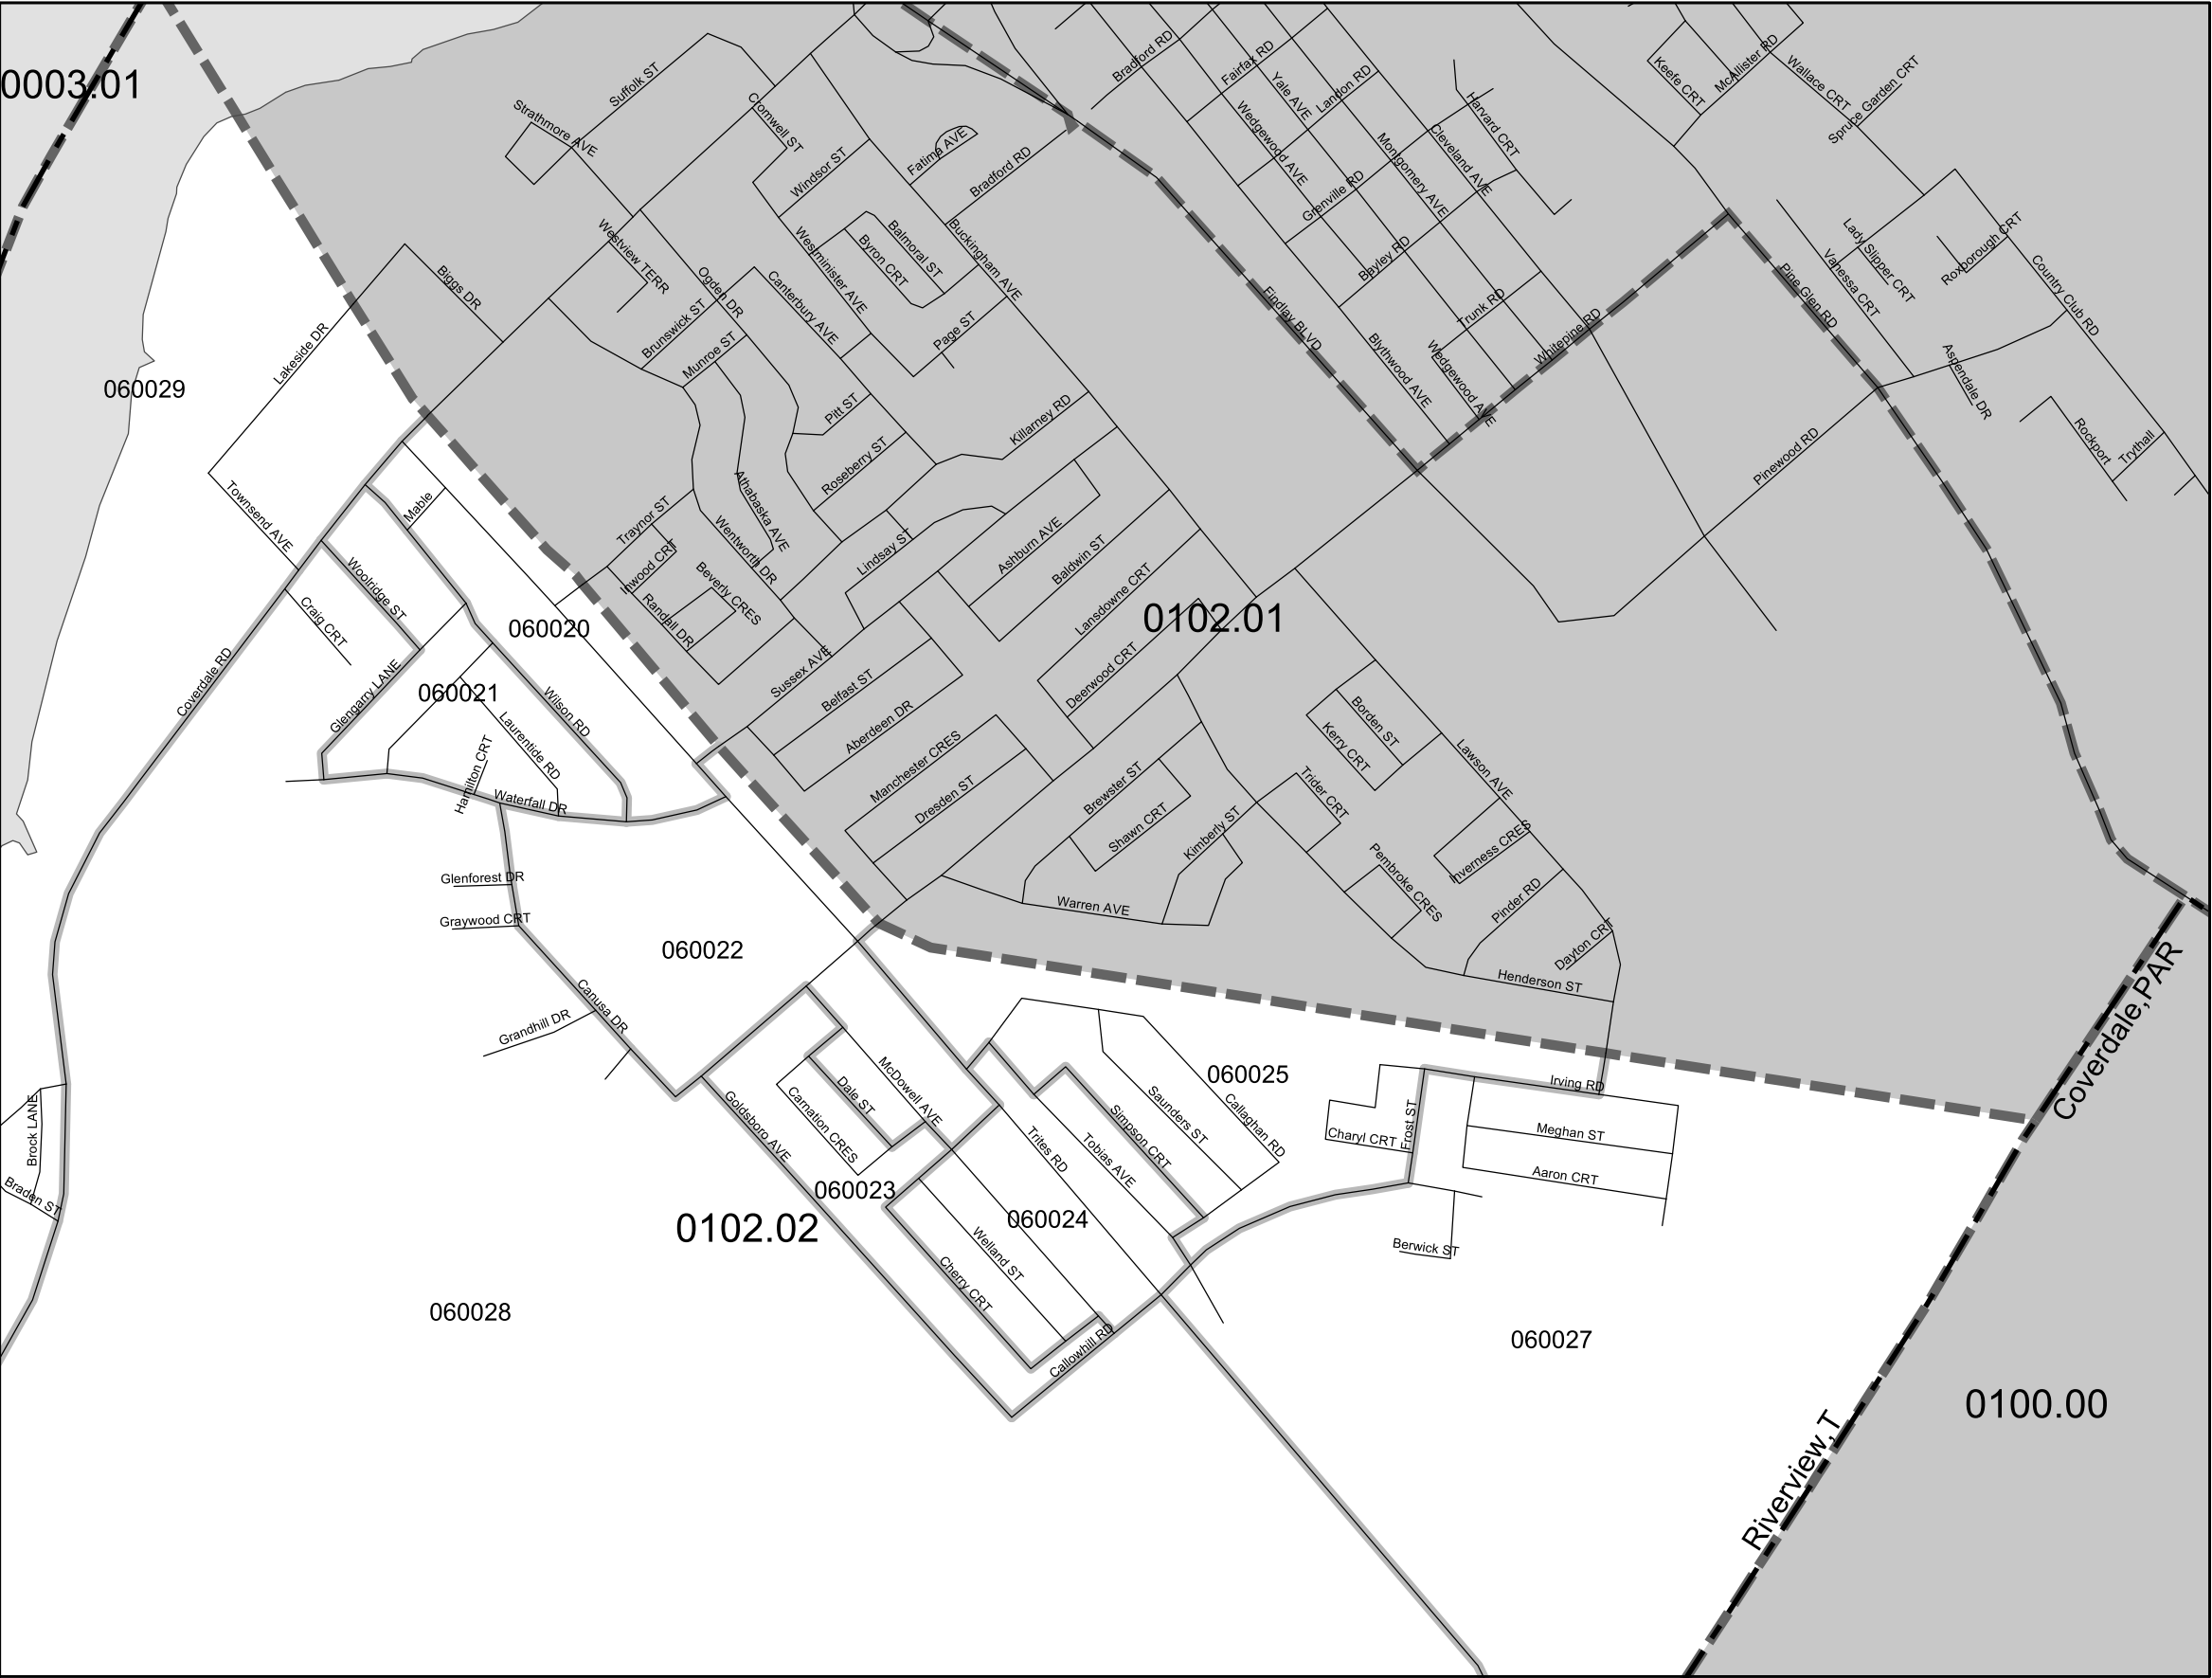 0003.01
Bradford RD
Fairfax RD
Yale AVE
Landon RD
Harvard CRT
Keefe CRT
McAllister RD
Wallace CRT
Spruce Garden CRT
Suffolk ST
Strathmore AVE
Cromwell ST
Windsor ST
Fatima AVE
Bradford RD
Wedgewood AVE
Grenville RD
Montgomery AVE
Cleveland AVE
Bayley RD
Westview TERR
Westminister AVE
Byron CRT
Balmoral ST
Buckingham AVE
Lady Slipper CRT
Vanessa CRT
Roxborough CRT
Country Club RD
Pine Glen RD
Biggs DR
Ogden DR
Canterbury AVE
Brunswick ST
Munroe ST
Page ST
Findlay BLVD
Trunk RD
Whitepine RD
Lakeside DR
060029
Blythwood AVE
Wedgewood AVE
Aspendale DR
Pitt ST
Killarney RD
Roseberry ST
Pinewood RD
Rockport
Trythall
Townsend AVE
Mable
Traynor ST
Athabaska AVE
Wentworth DR
Inwood CRT
Beverly CRES
Randall DR
Lindsay ST
Ashburn AVE
Baldwin ST
Lansdowne CRT
0102.01
Woolridge ST
Craig CRT
060020
Coverdale RD
Glengarry LANE
060021
Wilson RD
Laurentide RD
Hamilton CRT
Waterfall DR
Sussex AVE
Belfast ST
Aberdeen DR
Deerwood CRT
Borden ST
Kerry CRT
Lawson AVE
Manchester CRES
Dresden ST
Brewster ST
Shawn CRT
Kimberly ST
Trider CRT
Inverness CRES
Pembroke CRES
Pinder RD
Glenforest DR
Graywood CRT
Warren AVE
Dayton CRT
060022
Henderson ST
Coverdale,PAR
Canusa DR
Grandhill DR
McDowell AVE
Dale ST
Carnation CRES
Goldsboro AVE
060025
Saunders ST
Callaghan RD
Simpson CRT
Tobias AVE
Trites RD
Irving RD
Frost ST
Charyl CRT
Meghan ST
Aaron CRT
Brock LANE
Braden ST
060023
0102.02
060024
Welland ST
Cherry CRT
Berwick ST
060028
Callowhill RD
060027
0100.00
Riverview,T